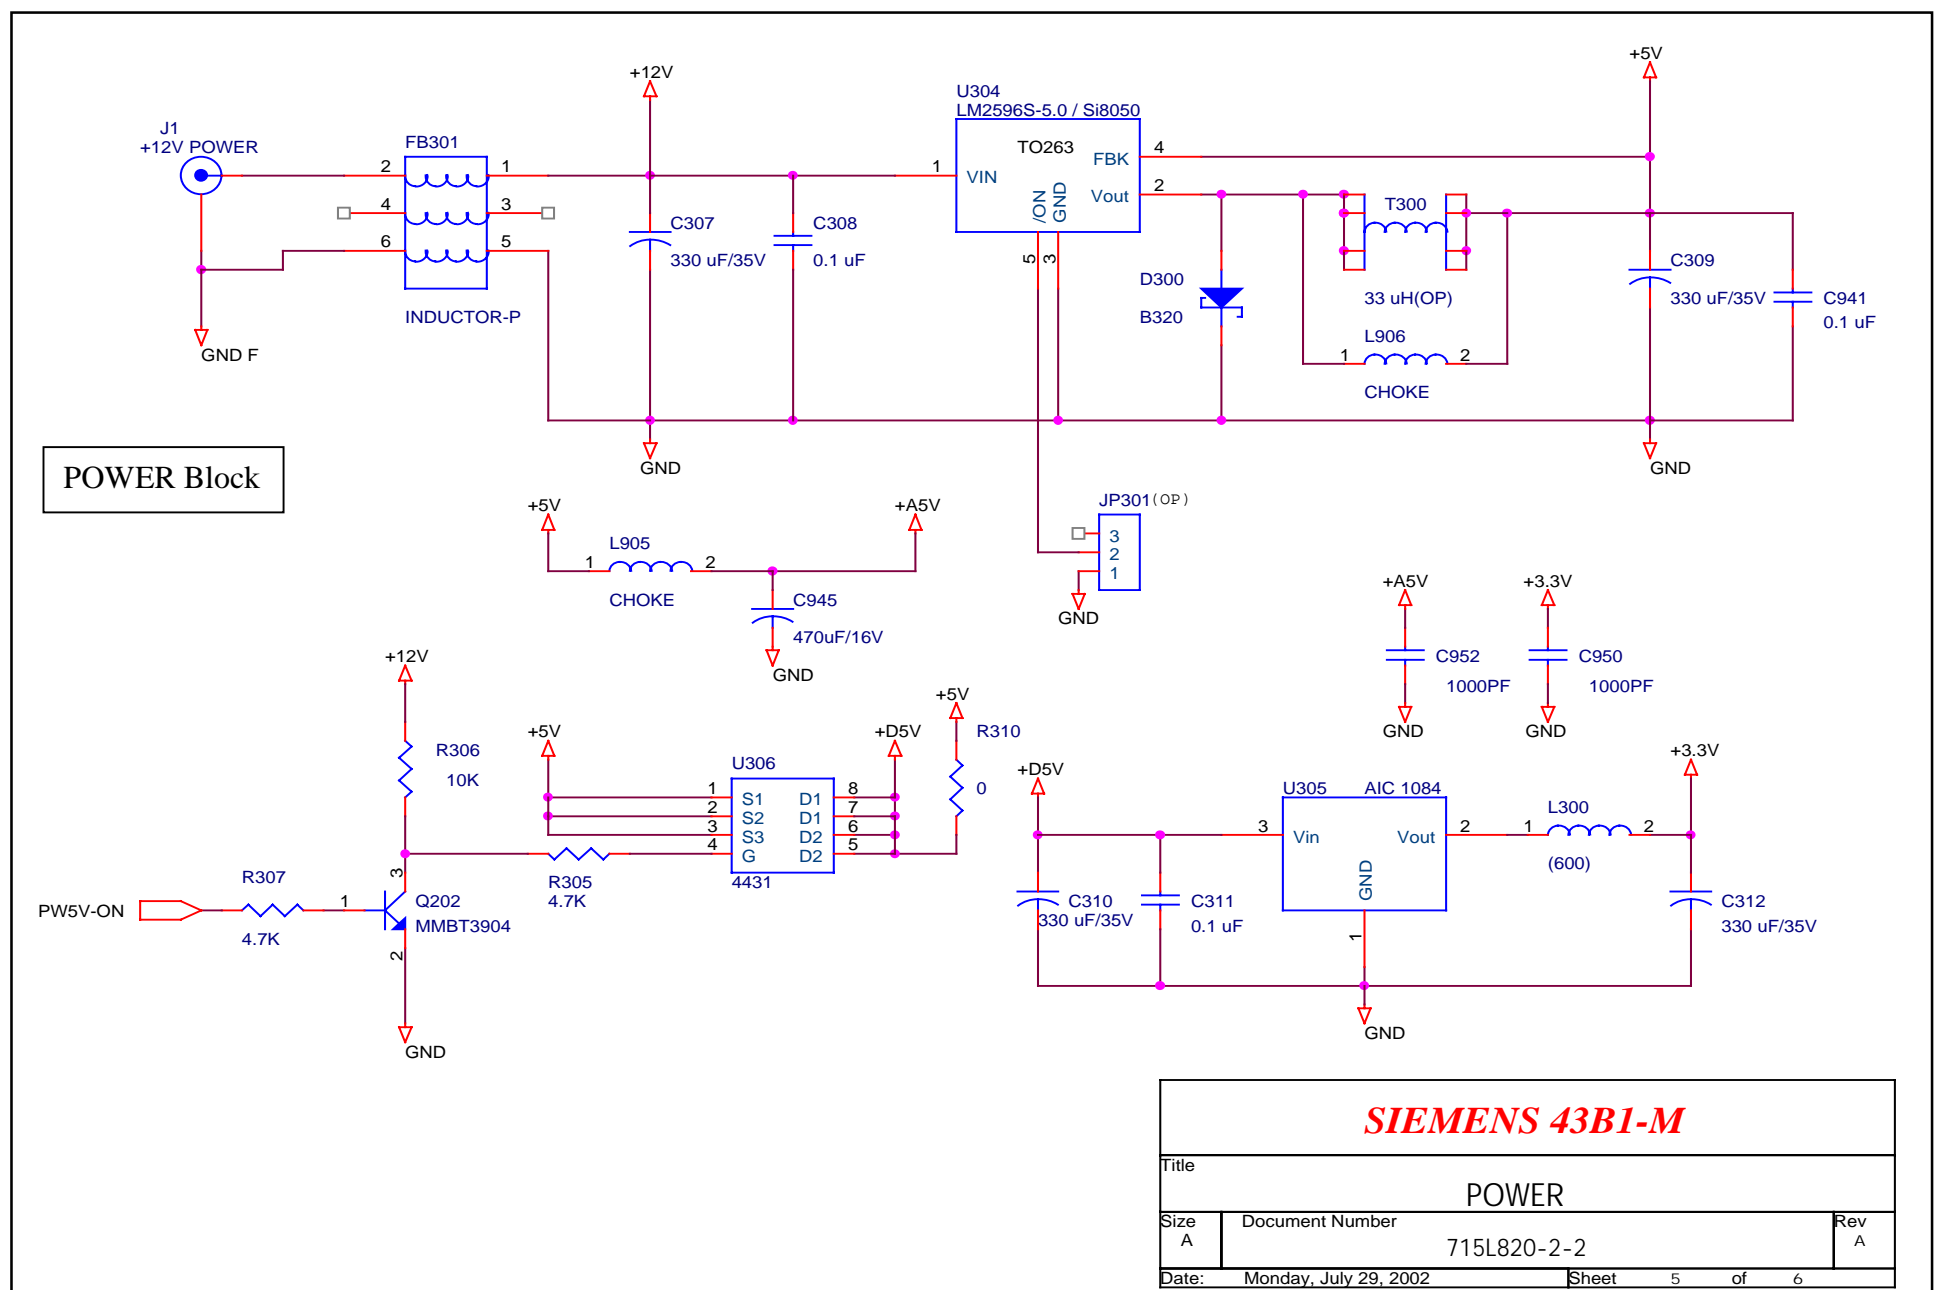 +12V
+5V
J1
+12V POWER
FB301
2
1
4
3
6
5
INDUCTOR-P
GND F
C307
330 uF/35V
C308
0.1 uF
U304
LM2596S-5.0 / Si8050
TO263
1
VIN
FBK
4
Vout
2
/ON
GND
5
3
D300
B320
T300
33 uH(OP)
L906
1
2
CHOKE
C309
330 uF/35V
C941
0.1 uF
GND
GND
POWER Block
+5V
+A5V
L905
1
2
CHOKE
C945
470uF/16V
GND
JP301(OP)
3
2
1
GND
+A5V
+3.3V
C952
1000PF
C950
1000PF
GND
GND
+12V
R306
10K
R307
4.7K
PW5V-ON
1
3
2
Q202
MMBT3904
GND
R305
4.7K
+5V
+D5V
+5V
R310
0
U306
1
S1
D1
8
2
S2
D1
7
3
S3
D2
6
4
G
D2
5
4431
+D5V
C310
330 uF/35V
C311
0.1 uF
U305
AIC 1084
3
Vin
Vout
2
GND
1
L300
1
2
(600)
+3.3V
C312
330 uF/35V
GND
SIEMENS 43B1-M
Title
POWER
Size
A
Document Number
715L820-2-2
Rev
A
Date:
Monday, July 29, 2002
Sheet 5 of 6